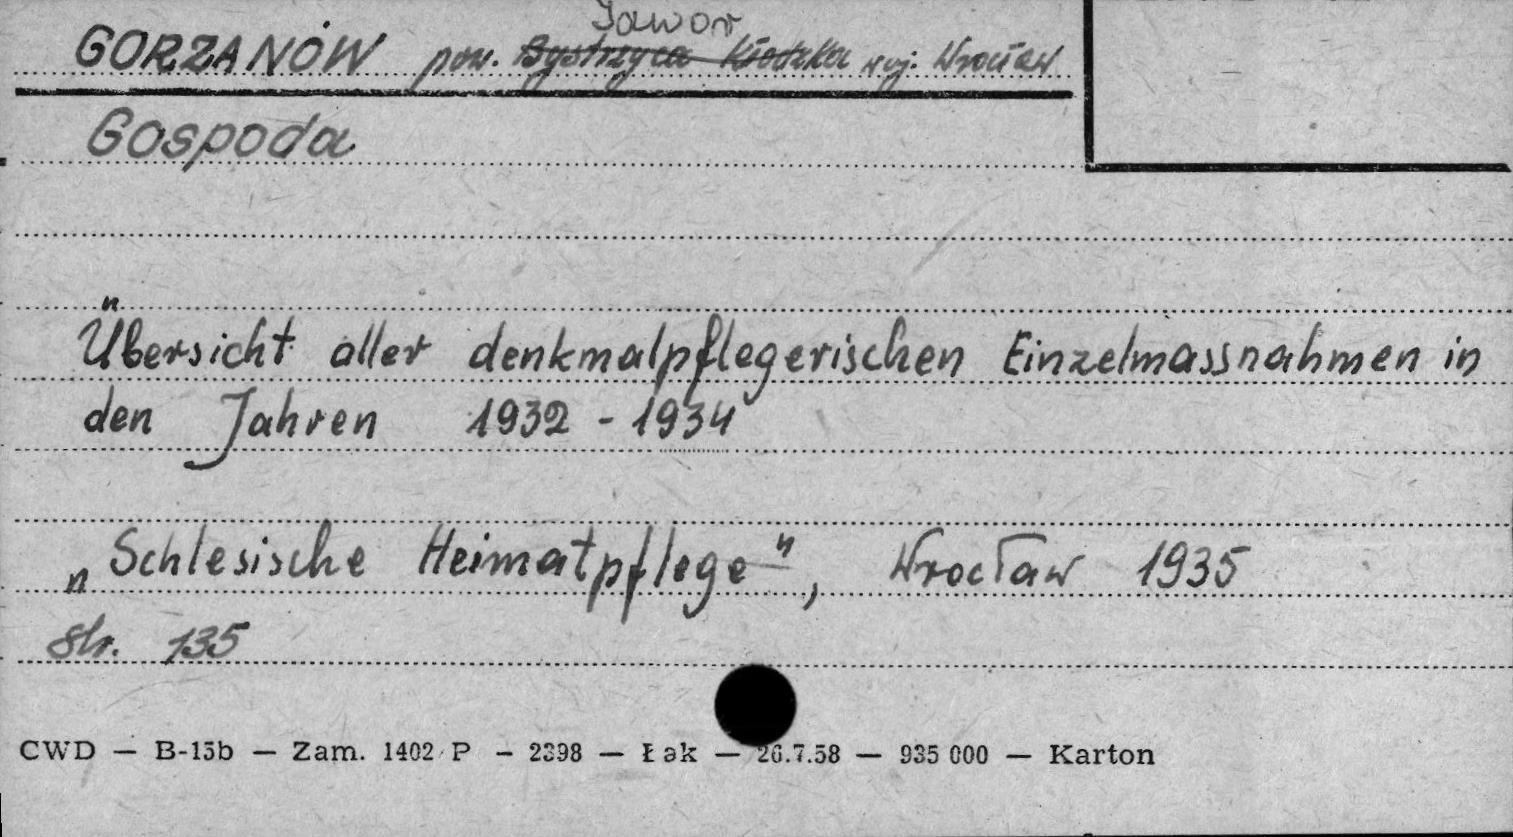 Jawor
GORZANÓW pow. Bystrzyca Kłodzka woj. Wrocław
Gospoda
Übersicht aller denkmalpflegerischen Einzelmassnahmen in
den Jahren 1932 - 1934
„Schlesische Heimatpflege", Wrocław 1935
str. 135
CWD — B-13b — Zam. 1402 P — 2398 — Łak — 26.7.58 — 935 000 — Karton